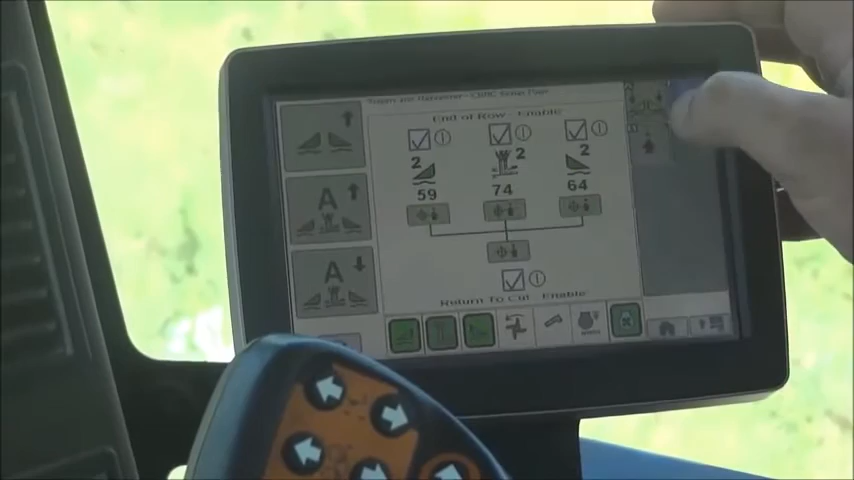 End of Row Enable
2 2 2
59 74 64
A
A
Return To Cut Enable